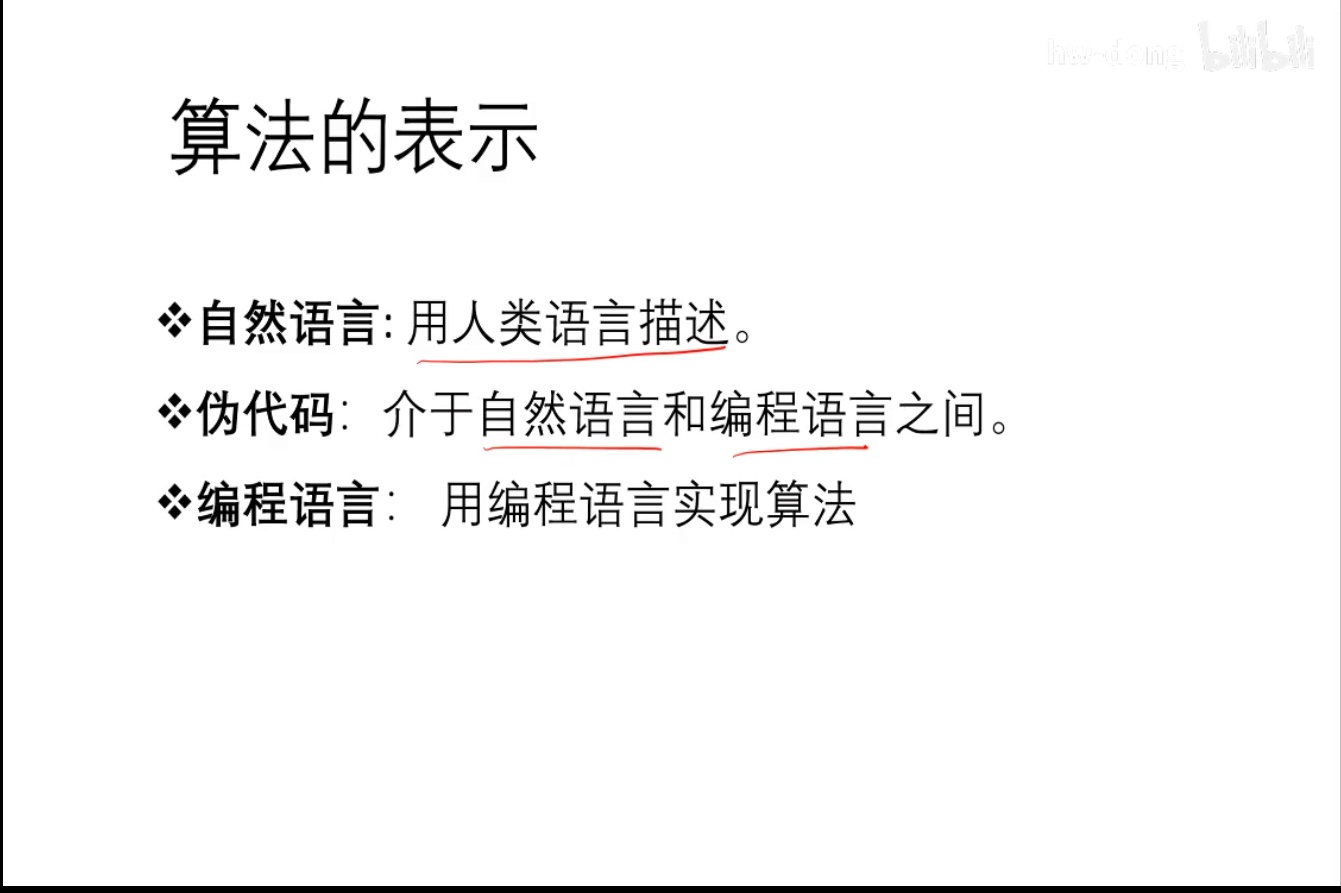 hw-dong bilibili
算法的表示
❖自然语言: 用人类语言描述。
❖伪代码： 介于自然语言和编程语言之间。
❖编程语言： 用编程语言实现算法